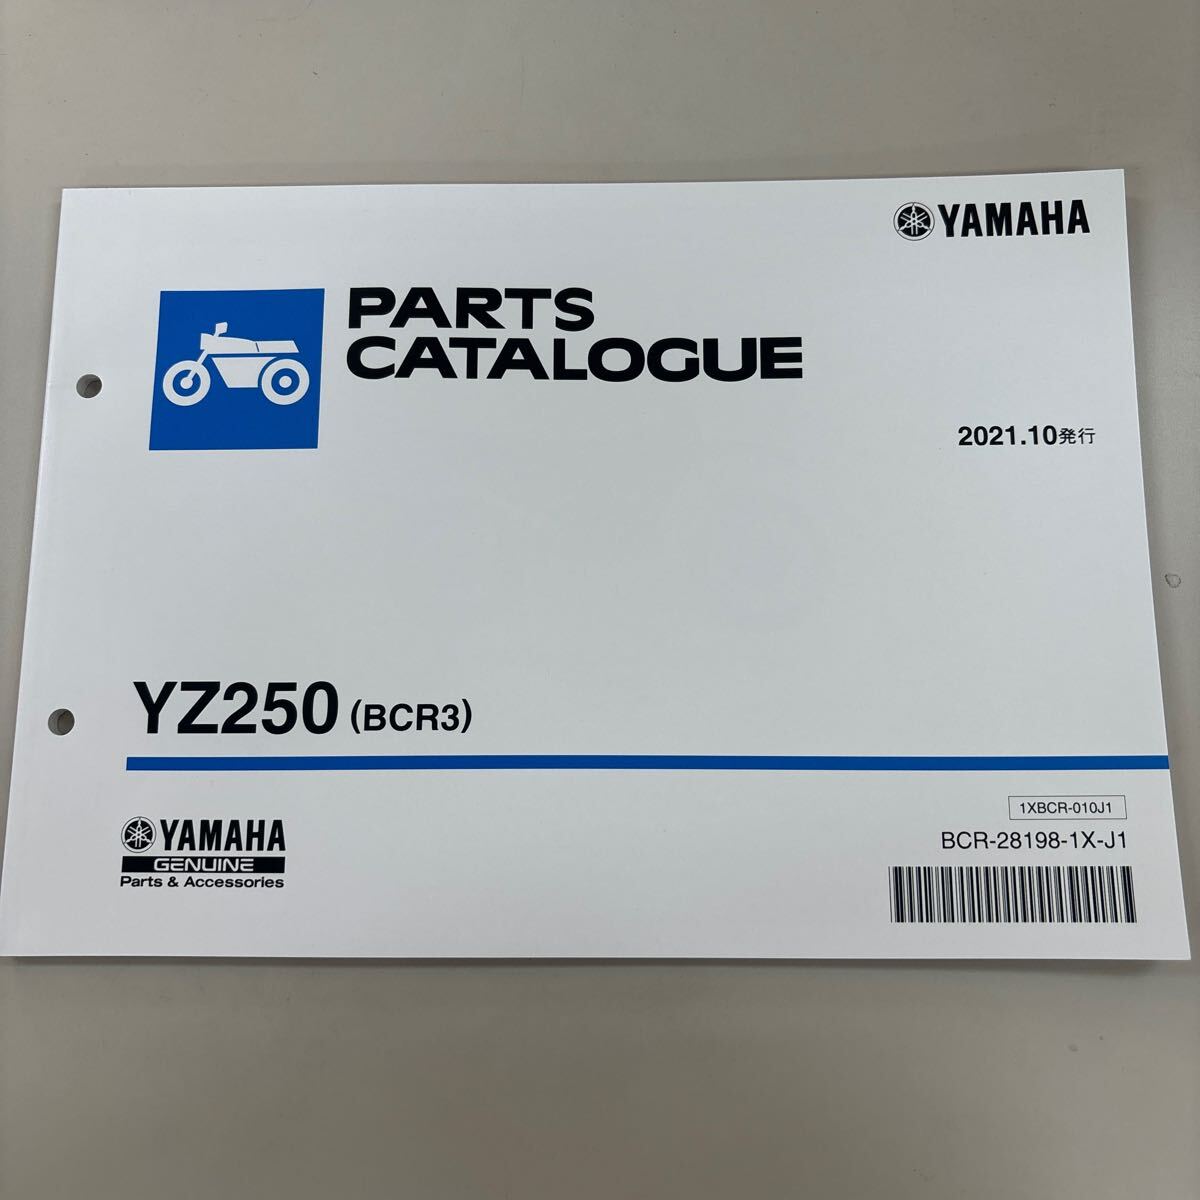 YAMAHA
PARTS
CATALOGUE
2021.10発行
YZ250 (BCR3)
YAMAHA
GENUINE
Parts & Accessories
1XBCR-010J1
BCR-28198-1X-J1